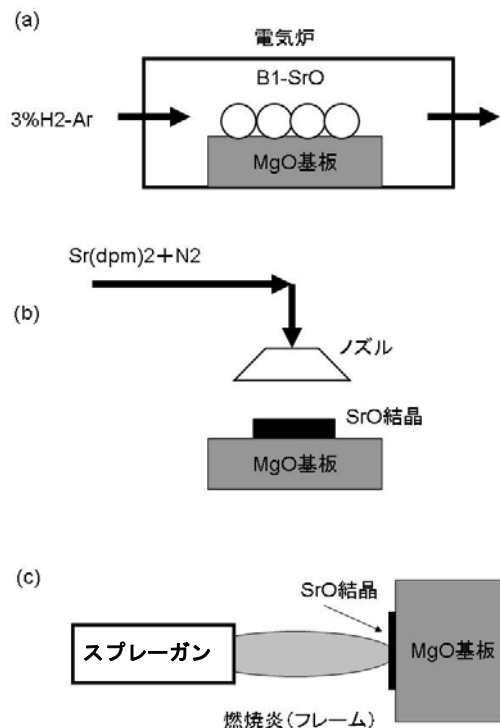 (a)
電気炉
B1-SrO
3%H2-Ar
MgO基板
Sr(dpm)2+N2
(b)
ノズル
SrO結晶
MgO基板
(c)
SrO結晶
スプレーガン
MgO基板
燃焼炎(フレーム)